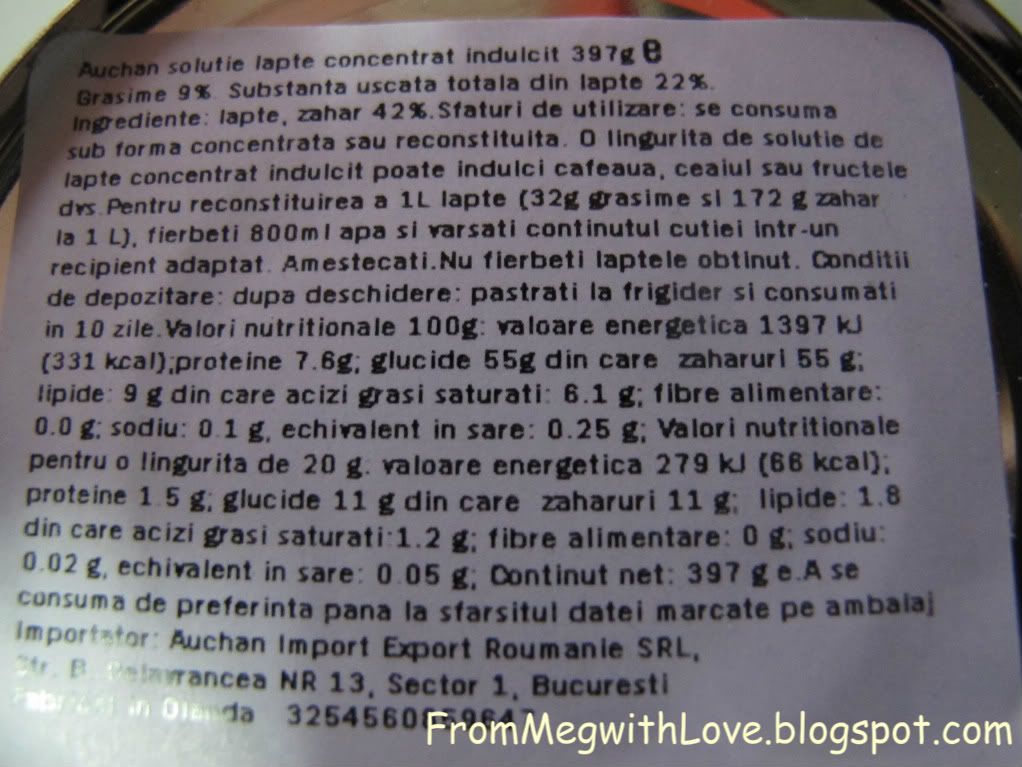 Auchan solutie lapte concentrat indulcit 397g e
Grasime 9% Substanta uscata totala din lapte 22%.
Ingrediente: lapte, zahar 42%.Sfaturi de utilizare: se consuma
sub forma concentrata sau reconstituita. O lingurita de solutie de
lapte concentrat indulcit poate indulci cafeaua, ceaiul sau fructele
dvs.Pentru reconstituirea a 1L lapte (32g grasime si 172 g zahar
la 1 L), fierbeti 800ml apa si varsati continutul cutiei intr-un
recipient adaptat. Amestecati.Nu fierbeti laptele obtinut. Conditii
de depozitare: dupa deschidere: pastrati la frigider si consumati
in 10 zile.Valori nutritionale 100g: valoare energetica 1397 kJ
(331 kcal);proteine 7.6g; glucide 55g din care zaharuri 55 g;
lipide: 9 g din care acizi grasi saturati: 6.1 g; fibre alimentare:
0.0 g; sodiu: 0.1 g, echivalent in sare: 0.25 g; Valori nutritionale
pentru o lingurita de 20 g: valoare energetica 279 kJ (66 kcal);
proteine 1.5 g; glucide 11 g din care zaharuri 11 g; lipide: 1.8
din care acizi grasi saturati:1.2 g; fibre alimentare: 0 g; sodiu:
0.02 g, echivalent in sare: 0.05 g; Continut net: 397 g e.A se
consuma de preferinta pana la sfarsitul datei marcate pe ambalaj
Importator: Auchan Import Export Roumanie SRL,
Str. B. NR 13, Sector 1, Bucuresti
Fabricat in Olanda
FromMegwithLove.blogspot.com